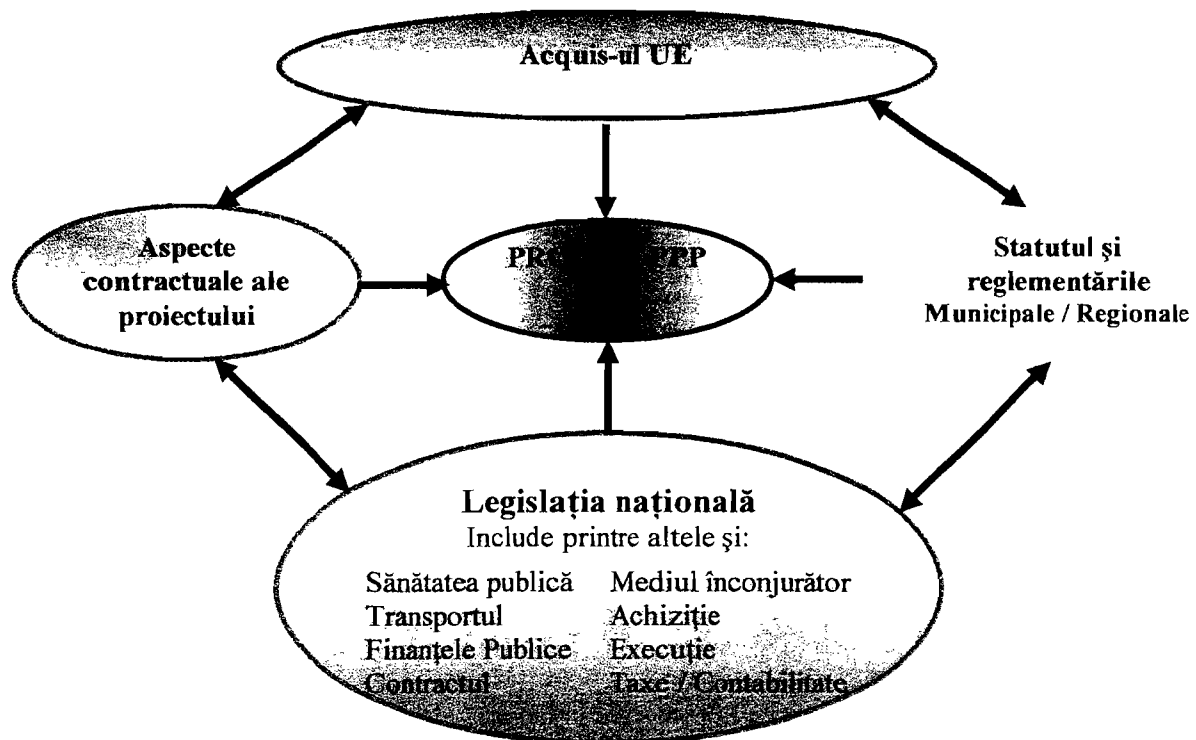 Acquis-ul UE
Aspecte
contractuale ale
proiectului
PPP
Statutul şi
reglementările
Municipale / Regionale
Legislaţia naţională
Include printre altele şi:
Sănătatea publică Mediul înconjurător
Transportul Achiziţie
Finanţele Publice Execuţie
Contractul Taxe / Contabilitate